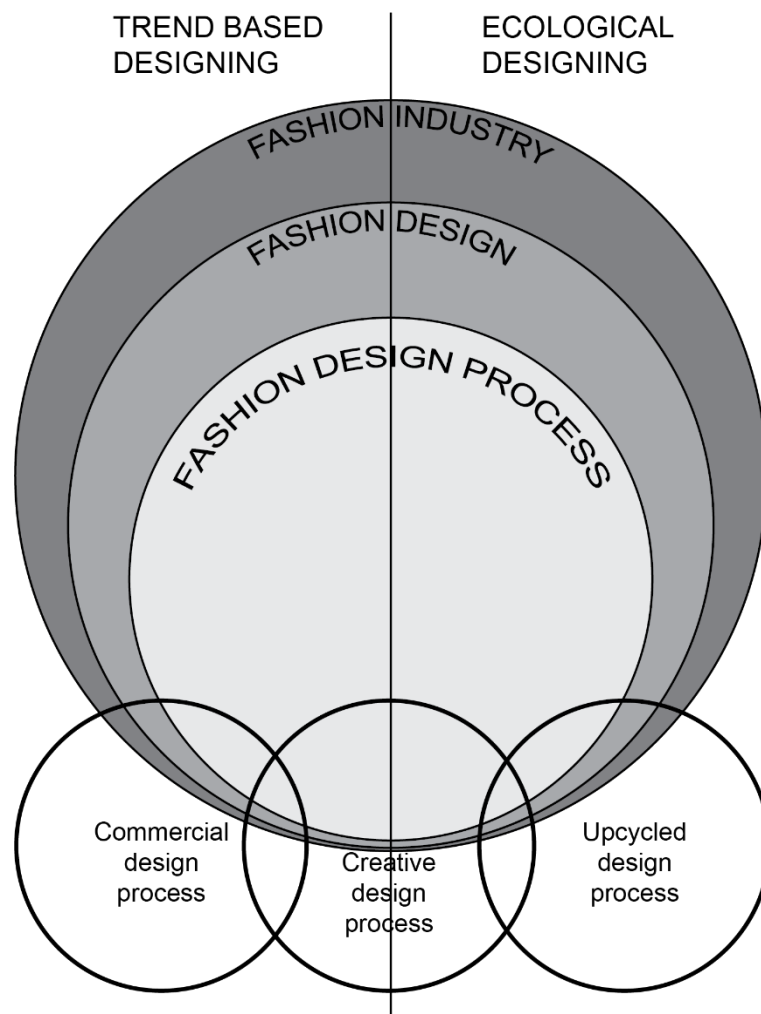 TREND BASED
DESIGNING
ECOLOGICAL
DESIGNING
FASHION INDUSTRY
FASHION DESIGN
FASHION DESIGN PROCESS
Commercial
design
process
Creative
design
process
Upcycled
design
process